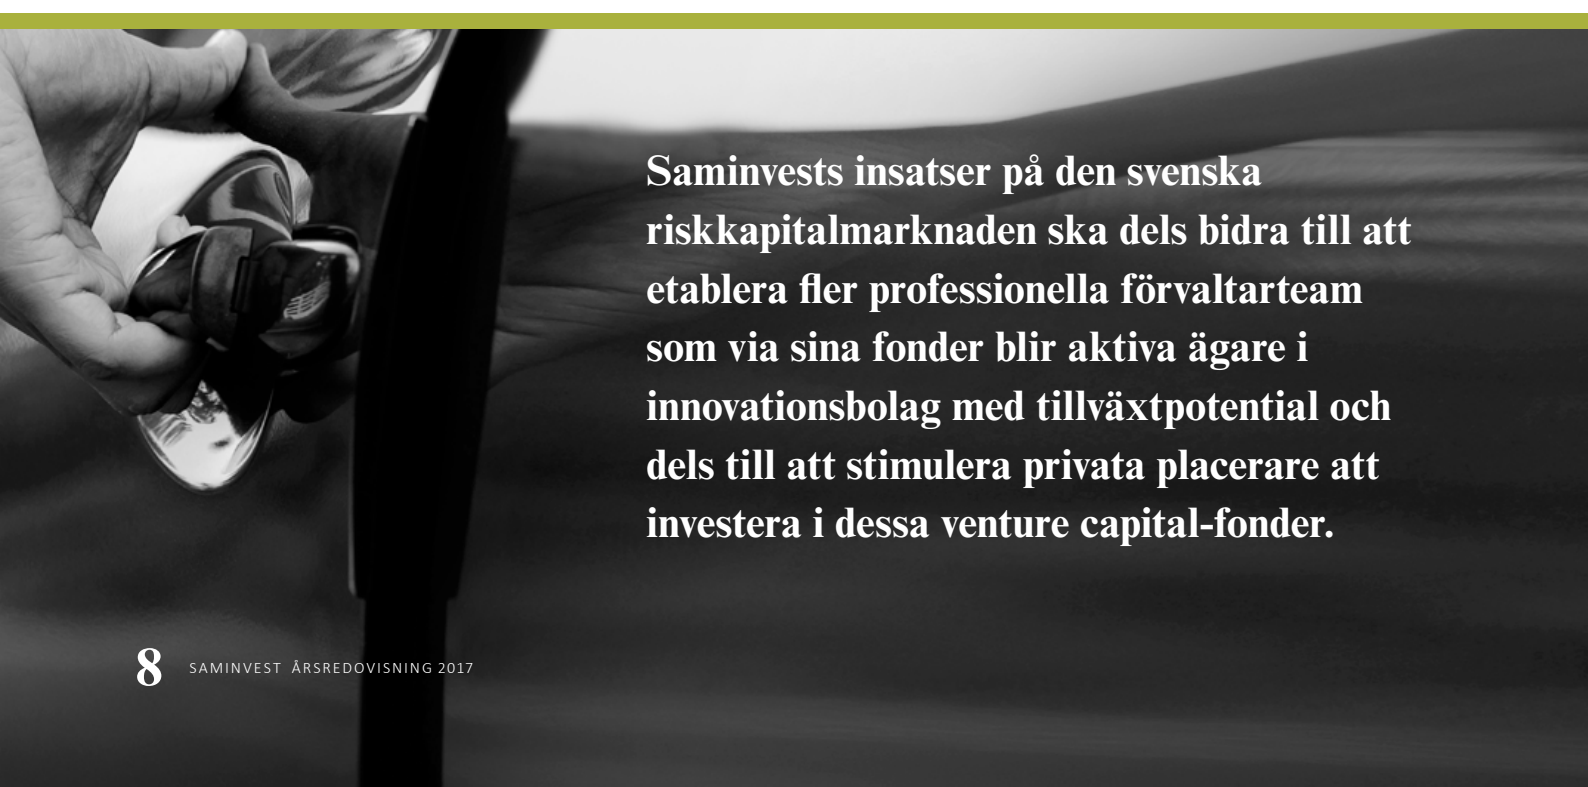 Saminvests insatser på den svenska
riskkapitalmarknaden ska dels bidra till att
etablera fler professionella förvaltarteam
som via sina fonder blir aktiva ägare i
innovationsbolag med tillväxtpotential och
dels till att stimulera privata placerare att
investera i dessa venture capital-fonder.
8 SAMINVEST ÅRSREDOVISNING 2017